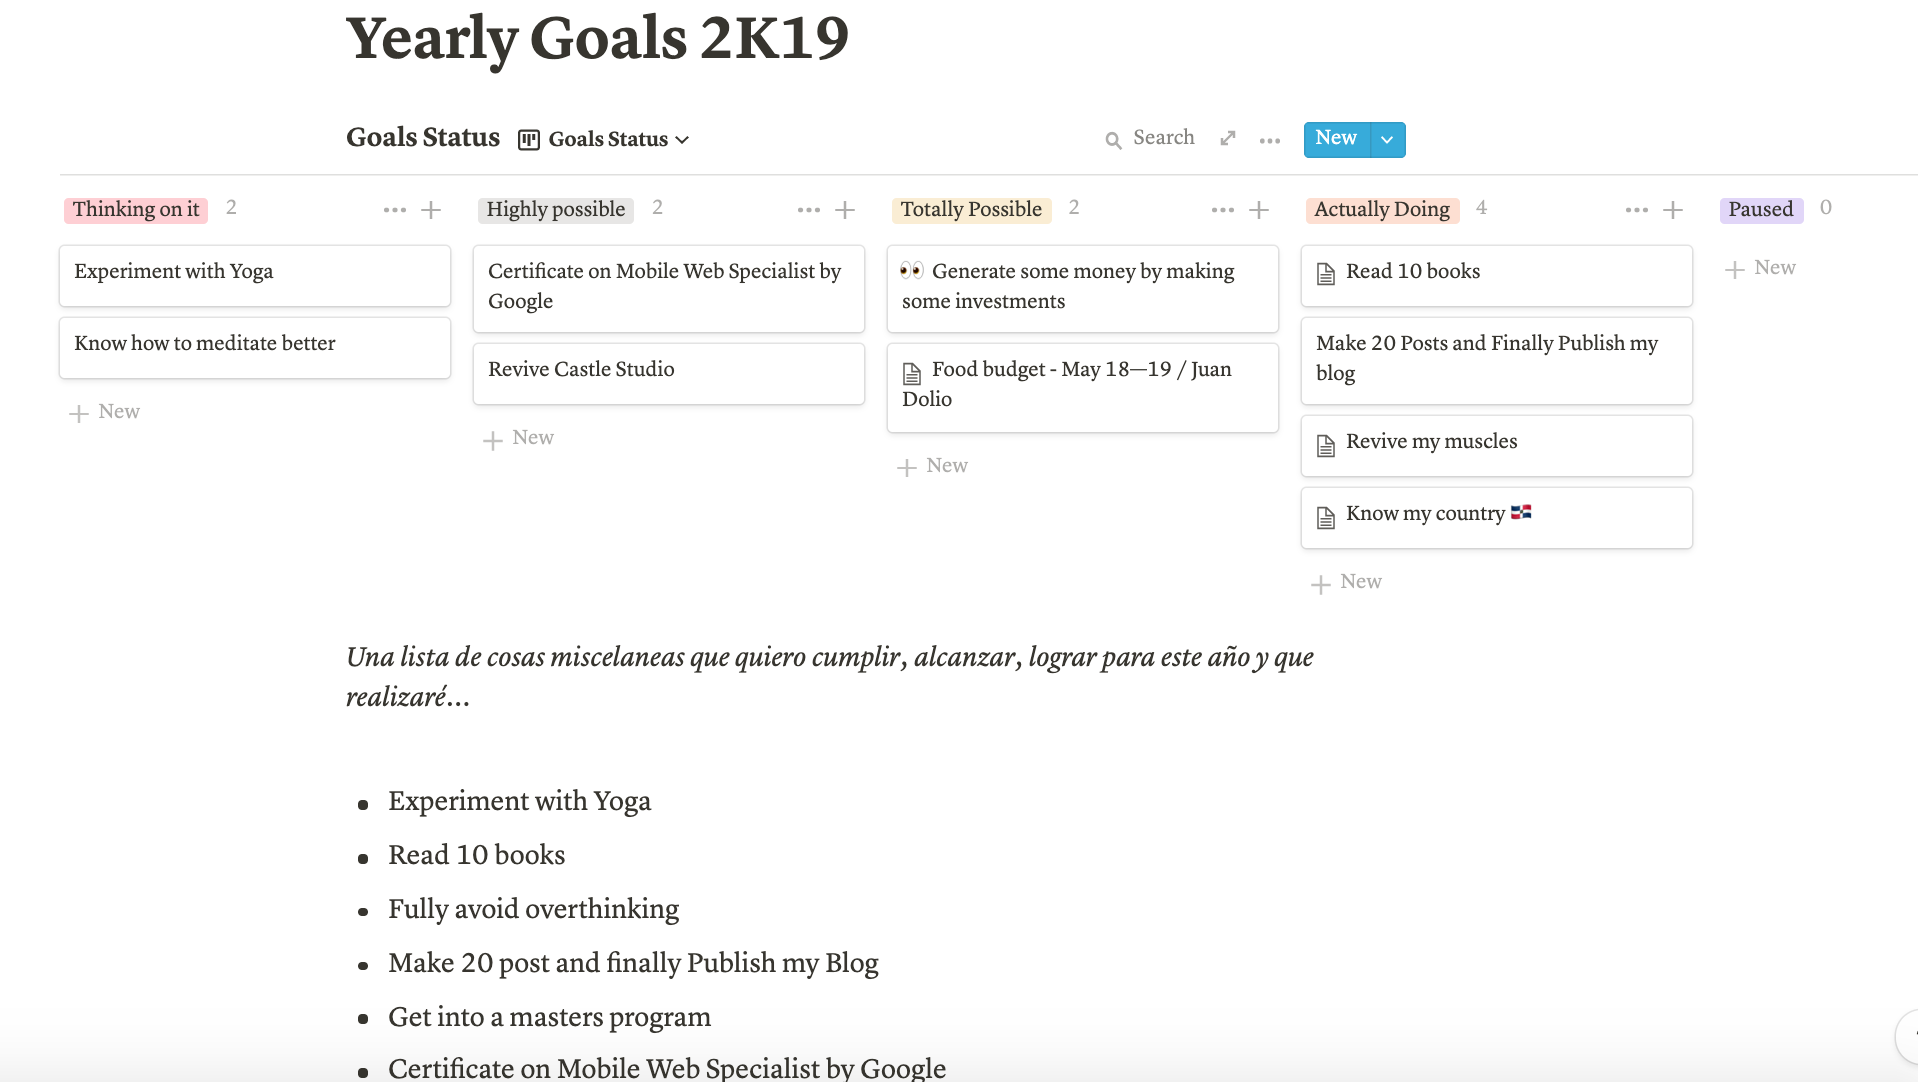 Yearly Goals 2K19
Goals Status Goals Status Search New
Thinking on it 2
Experiment with Yoga
Know how to meditate better
New
Highly possible 2
Certificate on Mobile Web Specialist by
Google
Revive Castle Studio
New
Totally Possible 2
👀 Generate some money by making
some investments
Food budget - May 18—19 / Juan
Dolio
New
Actually Doing 4
Read 10 books
Make 20 Posts and Finally Publish my
blog
Revive my muscles
Know my country 🇩🇴
New
Paused 0
New
Una lista de cosas miscelaneas que quiero cumplir, alcanzar, lograr para este año y que
realizaré...
• Experiment with Yoga
• Read 10 books
• Fully avoid overthinking
• Make 20 post and finally Publish my Blog
• Get into a masters program
• Certificate on Mobile Web Specialist by Google